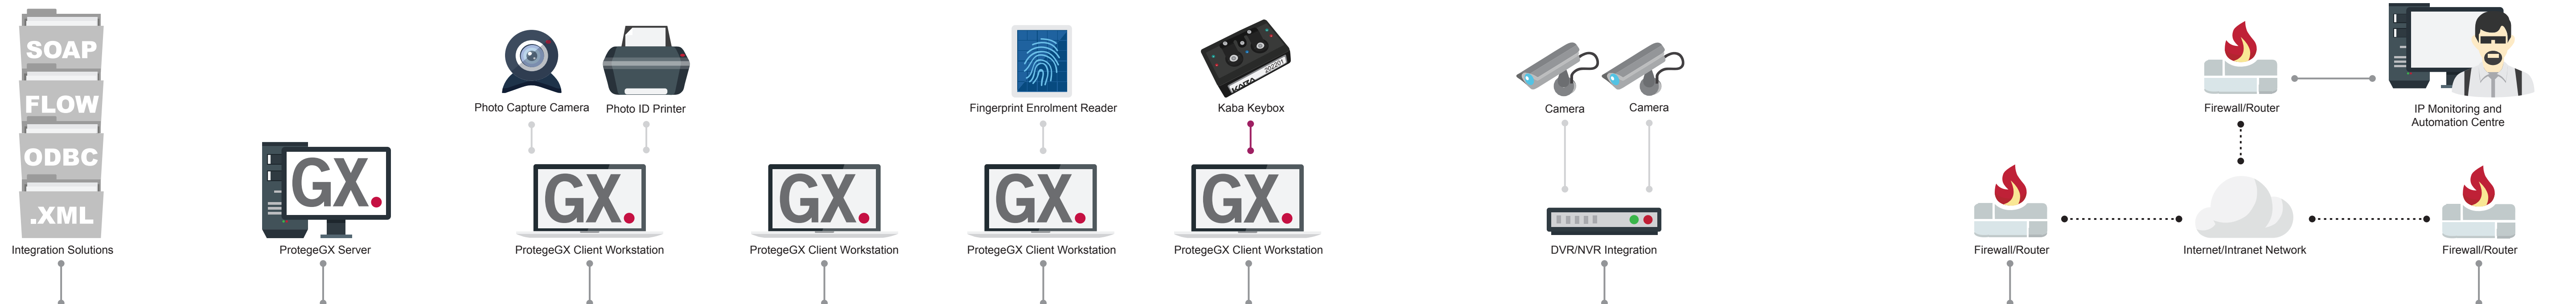 SOAP
FLOW
ODBC
.XML
Integration Solutions
GX.
ProtegeGX Server
Photo Capture Camera
Photo ID Printer
GX.
ProtegeGX Client Workstation
GX.
ProtegeGX Client Workstation
Fingerprint Enrolment Reader
GX.
ProtegeGX Client Workstation
KABA
202201
Kaba Keybox
GX.
ProtegeGX Client Workstation
Camera
Camera
DVR/NVR Integration
Firewall/Router
IP Monitoring and
Automation Centre
Firewall/Router
Internet/Intranet Network
Firewall/Router